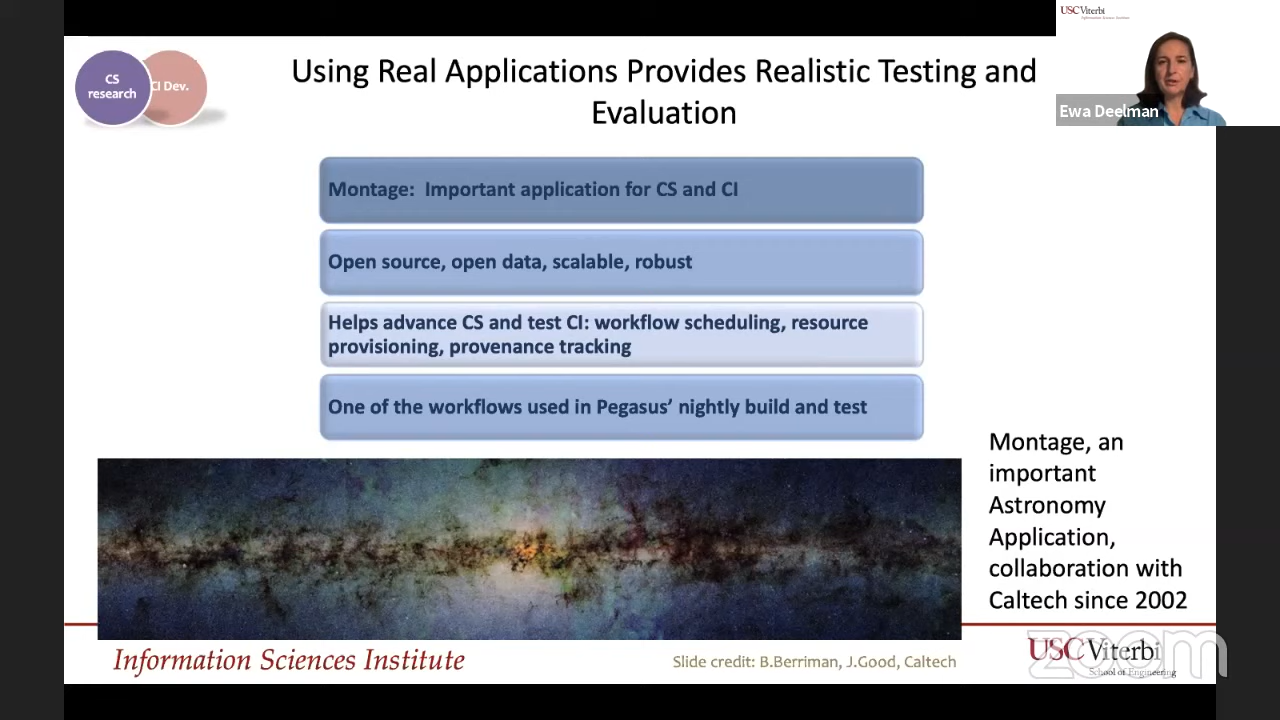 USC Viterbi
CS
research
CI Dev.
Using Real Applications Provides Realistic Testing and
Evaluation
Ewa Deelman
Montage: Important application for CS and CI
Open source, open data, scalable, robust
Helps advance CS and test CI: workflow scheduling, resource
provisioning, provenance tracking
One of the workflows used in Pegasus’ nightly build and test
Montage, an
important
Astronomy
Application,
collaboration with
Caltech since 2002
Information Sciences Institute
Slide credit: B.Berriman, J.Good, Caltech
USC Viterbi
School of Engineering
zoom